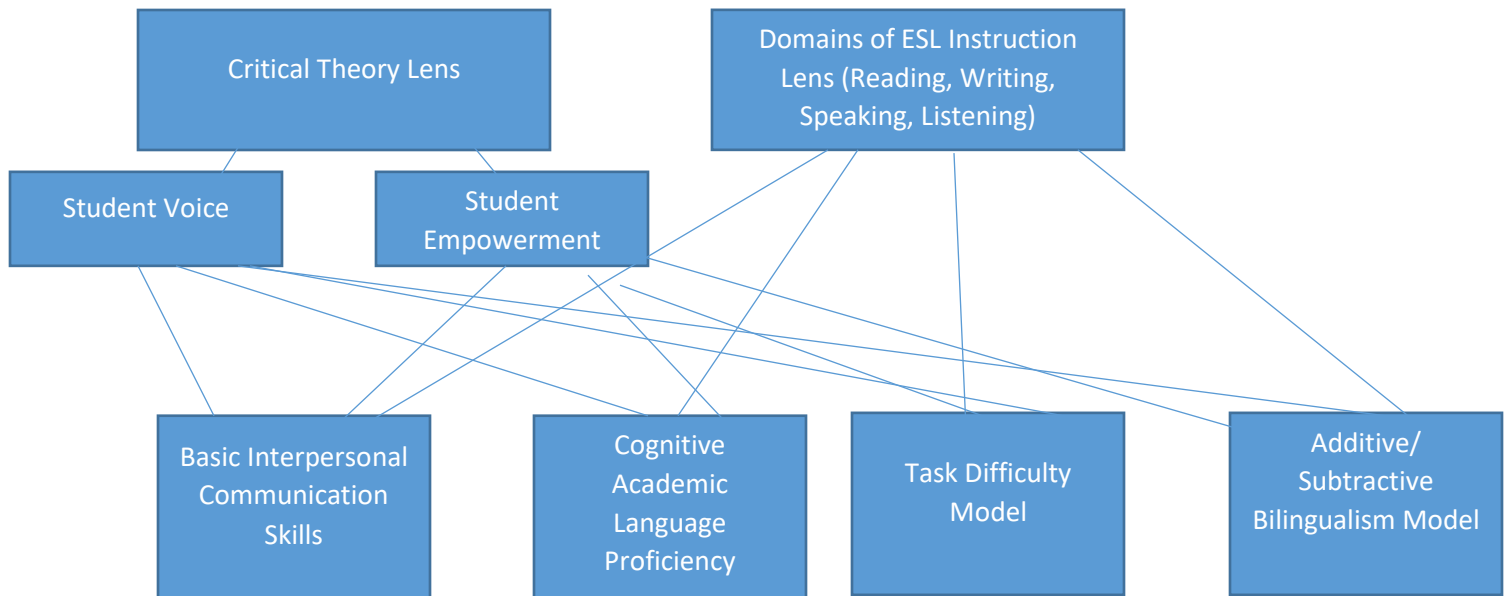 Critical Theory Lens
Domains of ESL Instruction
Lens (Reading, Writing,
Speaking, Listening)
Student Voice
Student
Empowerment
Basic Interpersonal
Communication
Skills
Cognitive
Academic
Language
Proficiency
Task Difficulty
Model
Additive/
Subtractive
Bilingualism Model